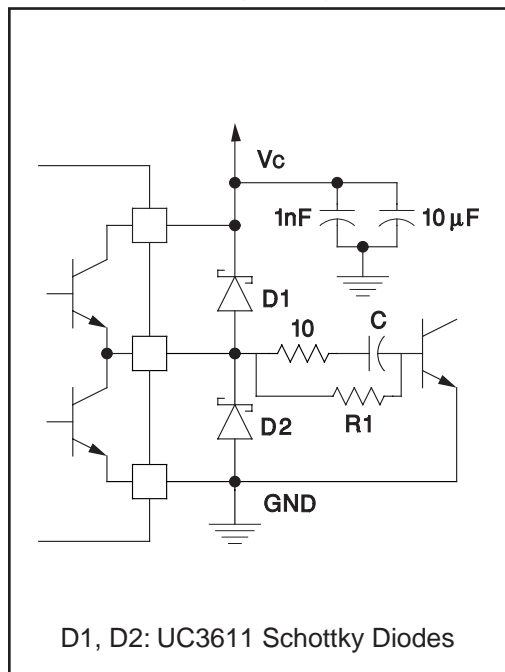 Vc
1nF
10 µF
D1
10
C
D2
R1
GND
D1, D2: UC3611 Schottky Diodes